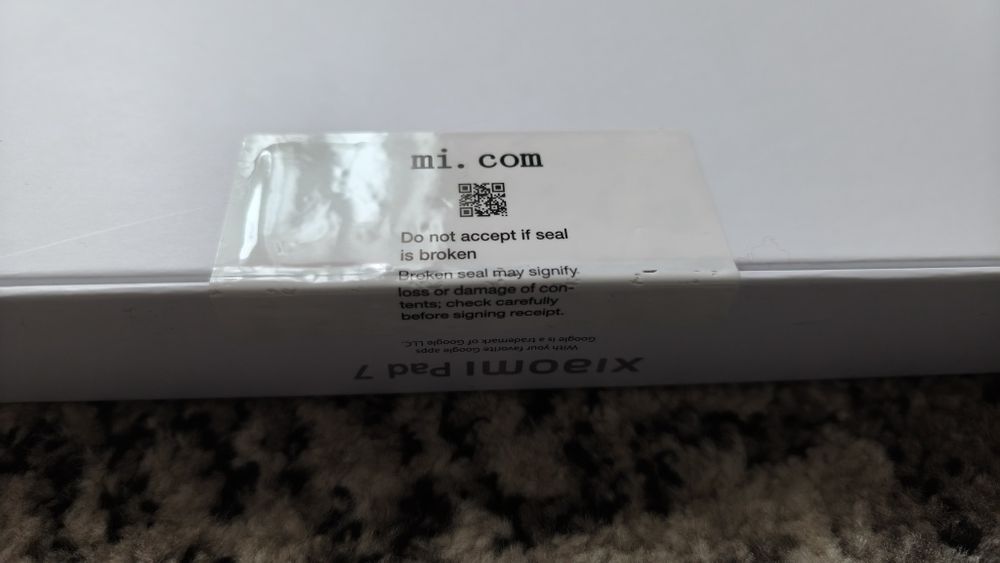 mi.com
Do not accept if seal
is broken
Broken seal may signify
loss or damage of con-
tents; check carefully
before signing receipt.
Xiaomi Pad 7
With your favorite Google apps
Google is a trademark of Google LLC.